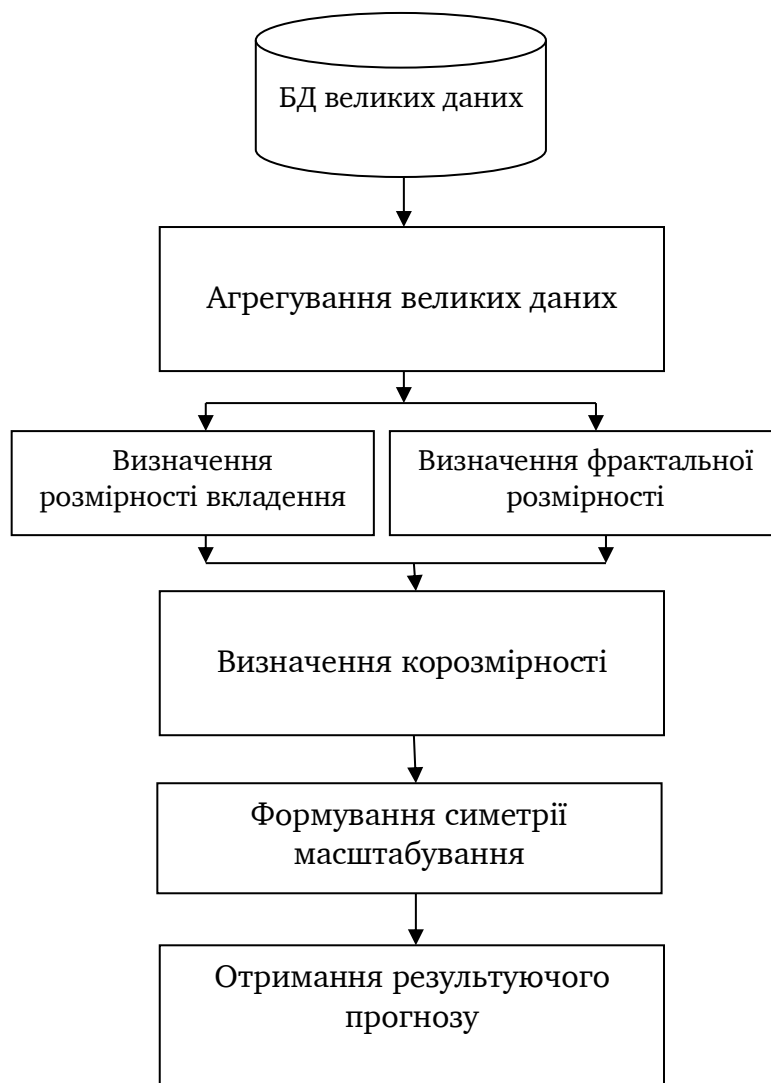 БД великих даних
Агрегування великих даних
Визначення
розмірності вкладення
Визначення фрактальної
розмірності
Визначення корозмірності
Формування симетрії
масштабування
Отримання результуючого
прогнозу